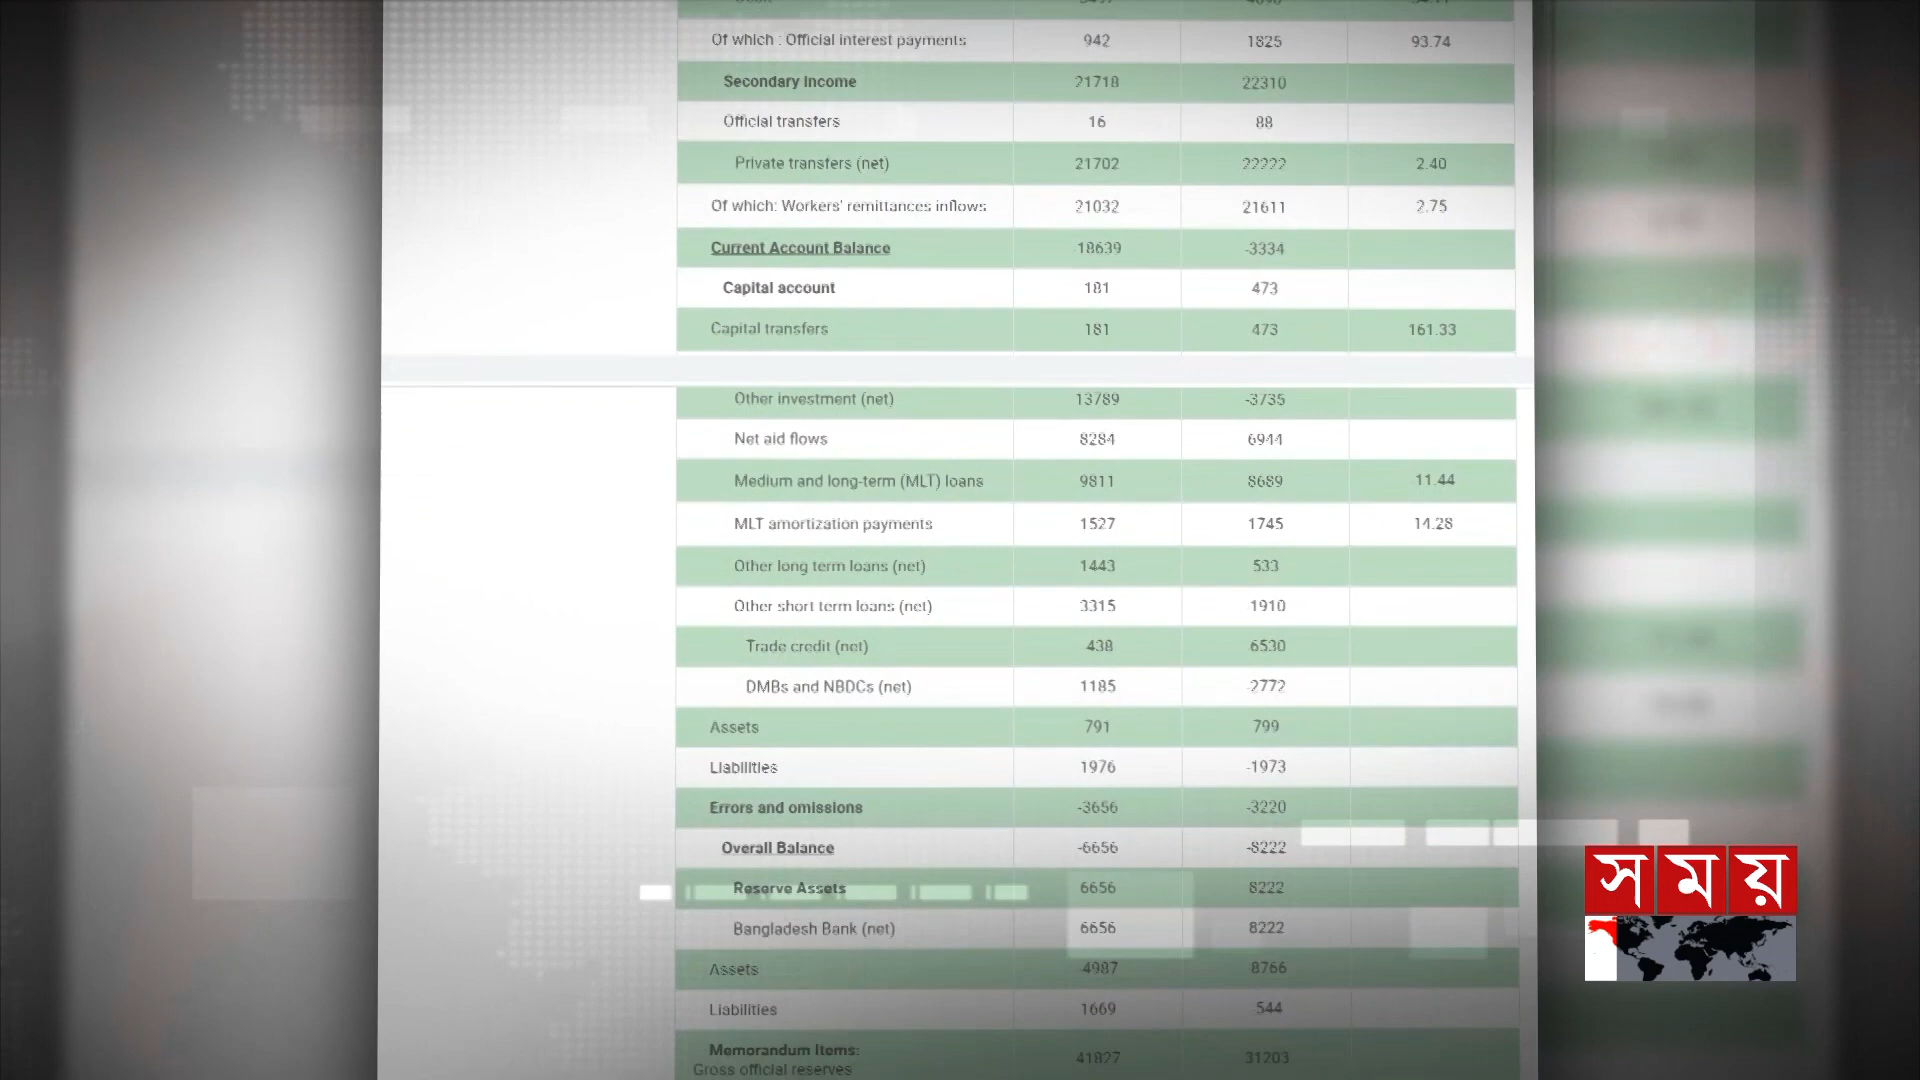 Of which : Official interest payments 942 1825 93.74
Secondary Income 21718 22310
Official transfers 16 88
Private transfers (net) 21702 22222 2.40
Of which: Workers' remittances inflows 21032 21611 2.75
Current Account Balance -18639 -3334
Capital account 181 473
Capital transfers 181 473 161.33
Other investment (net) 13789 -3735
Net aid flows 8284 6944
Medium and long-term (MLT) loans 9811 8689 -11.44
MLT amortization payments 1527 1745 14.28
Other long term loans (net) 1443 533
Other short term loans (net) 3315 -1910
Trade credit (net) -438 -6530
DMBs and NBDCs (net) 1185 -2772
Assets 791 799
Liabilities 1976 -1973
Errors and omissions -3656 -3220
Overall Balance -6656 -8222
Reserve Assets 6656 8222
Bangladesh Bank (net) 6656 8222
Assets -4987 -8766
Liabilities 1669 -544
Memorandum Items: 41827 31203
Gross official reserves
সময়